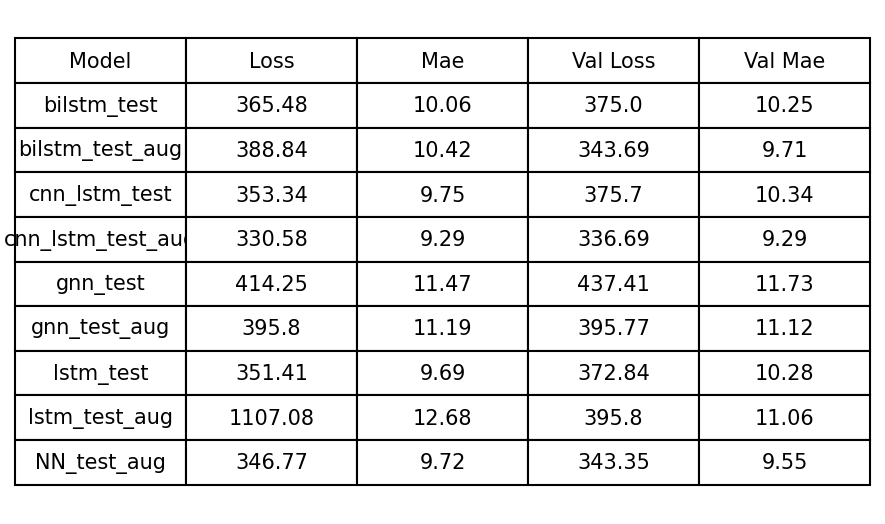 Model Loss Mae Val Loss Val Mae
bilstm_test 365.48 10.06 375.0 10.25
bilstm_test_aug 388.84 10.42 343.69 9.71
cnn_lstm_test 353.34 9.75 375.7 10.34
cnn_lstm_test_aug 330.58 9.29 336.69 9.29
gnn_test 414.25 11.47 437.41 11.73
gnn_test_aug 395.8 11.19 395.77 11.12
lstm_test 351.41 9.69 372.84 10.28
lstm_test_aug 1107.08 12.68 395.8 11.06
NN_test_aug 346.77 9.72 343.35 9.55